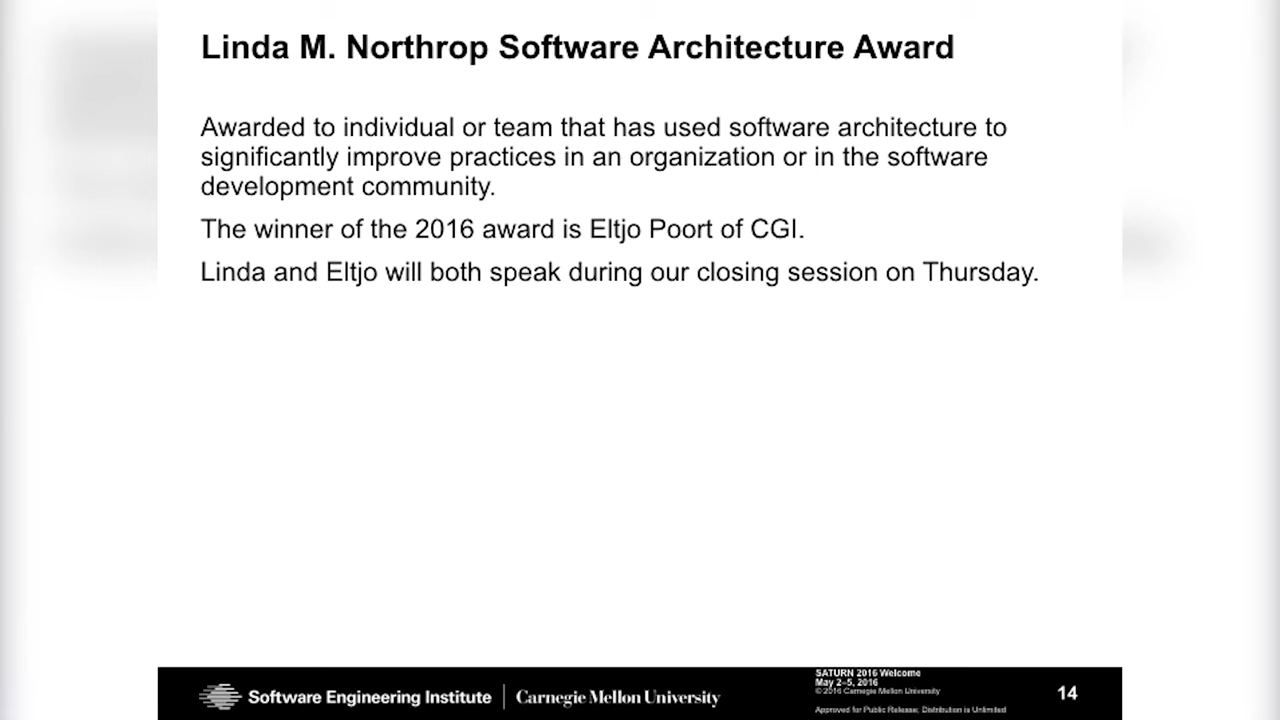 Linda M. Northrop Software Architecture Award
Awarded to individual or team that has used software architecture to
significantly improve practices in an organization or in the software
development community.
The winner of the 2016 award is Eltjo Poort of CGI.
Linda and Eltjo will both speak during our closing session on Thursday.
Software Engineering Institute
Carnegie Mellon University
SATURN 2016 Welcome
May 2–5, 2016
© 2016 Carnegie Mellon University
Approved for Public Release; Distribution is Unlimited
14